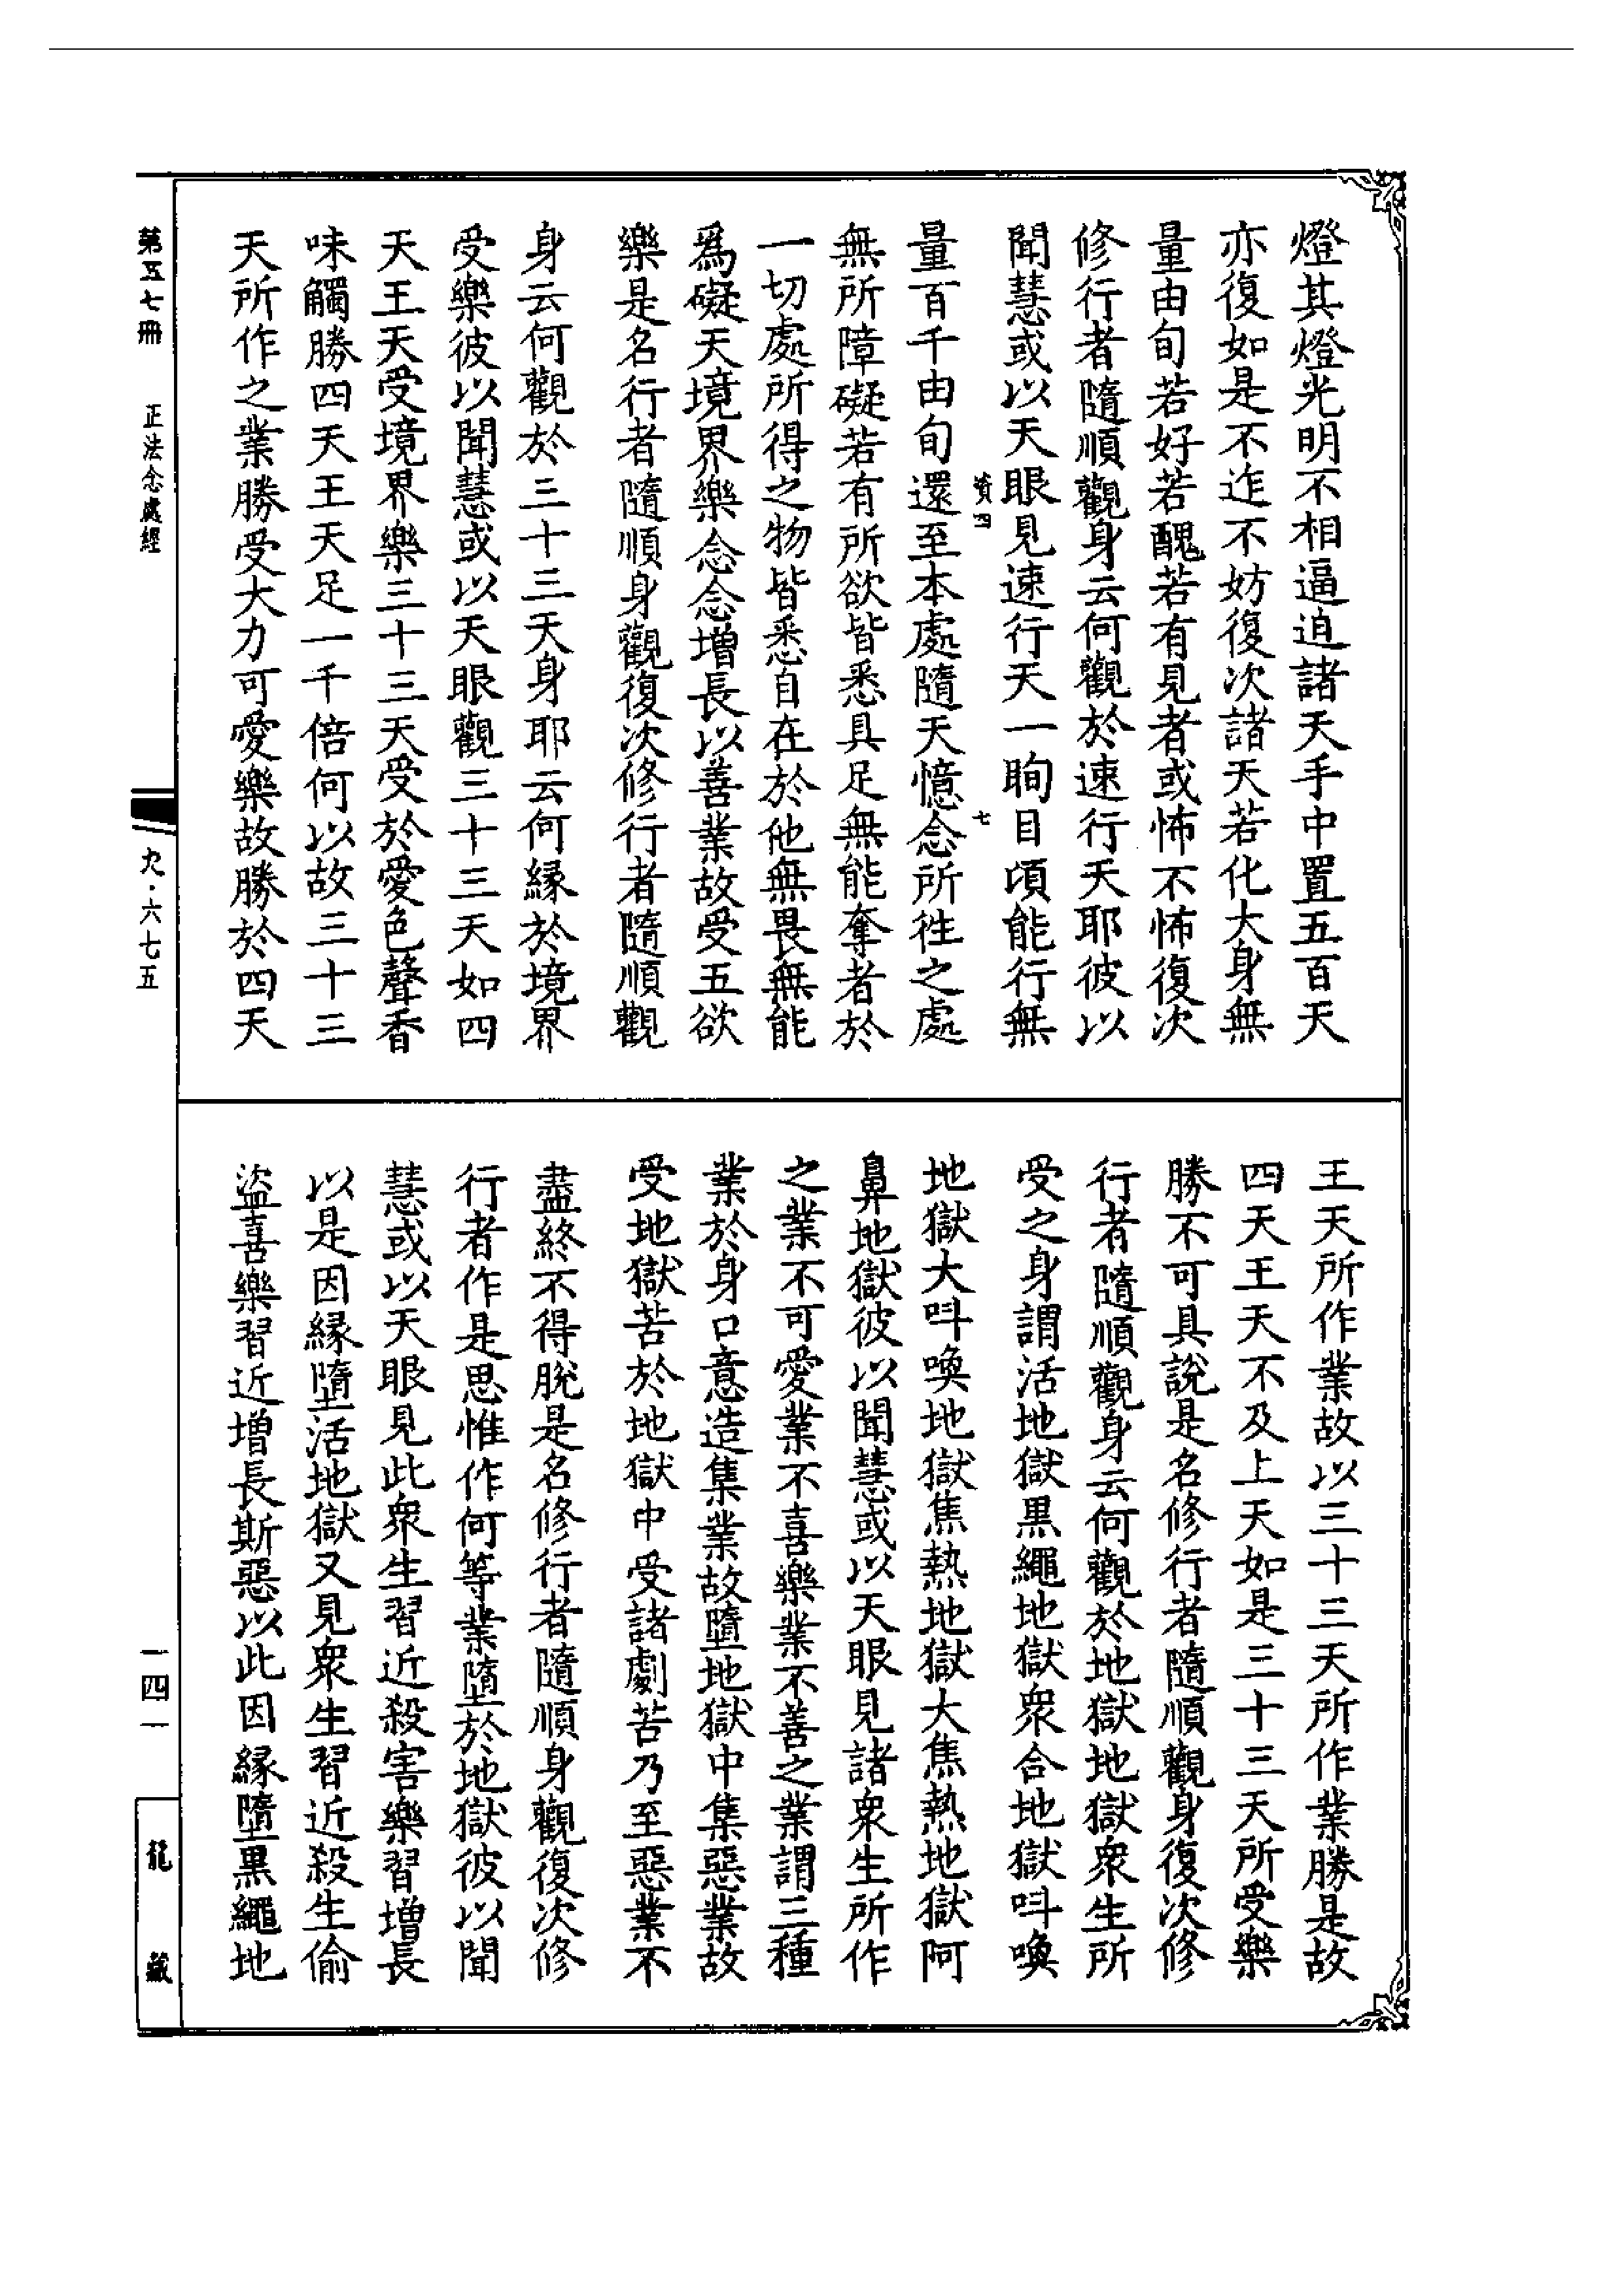 燈其燈光明不相逼迫諸天手中置五百天
亦復如是不迮不妨復次諸天若化大身無
量由旬若好若醜若有見者或怖不怖復次
修行者隨順觀身云何觀於速行天耶彼以
聞慧或以天眼見速行天一眴目頃能行無
量百千由旬還至本處隨天憶念所徃之處
無所障礙若有所欲皆悉具足無能奪者於
一切處所得之物皆悉自在於他無畏無能
爲礙天境界樂念念增長以善業故受五欲
樂是名行者隨順身觀復次修行者隨順觀
身云何觀於三十三天身耶云何緣於境界
受樂彼以聞慧或以天眼觀三十三天如四
天王天受境界樂三十三天受於愛色聲香
味觸勝四天王天足一千倍何以故三十三
天所作之業勝受大力可愛樂故勝於四天
王天所作業故以三十三天所作業勝是故
四天王天不及上天如是三十三天所受樂
勝不可具說是名修行者隨順觀身復次修
行者隨順觀身云何觀於地獄地獄衆生所
受之身謂活地獄黒繩地獄衆合地獄呌喚
地獄大呌喚地獄焦熱地獄大焦熱地獄阿
鼻地獄彼以聞慧或以天眼見諸衆生所作
之業不可愛業不喜樂業不善之業謂三種
業於身口意造集業故墮地獄中集惡業故
受地獄苦於地獄中受諸劇苦乃至惡業不
盡終不得脫是名修行者隨順身觀復次修
行者作是思惟作何等業墮於地獄彼以聞
慧或以天眼見此衆生習近殺害樂習增長
以是因緣墮活地獄又見衆生習近殺生偷
盜喜樂習近增長斯惡以此因緣墮黒繩地
七
第五七冊
正法念處經
九·六七五
一四一
龍藏